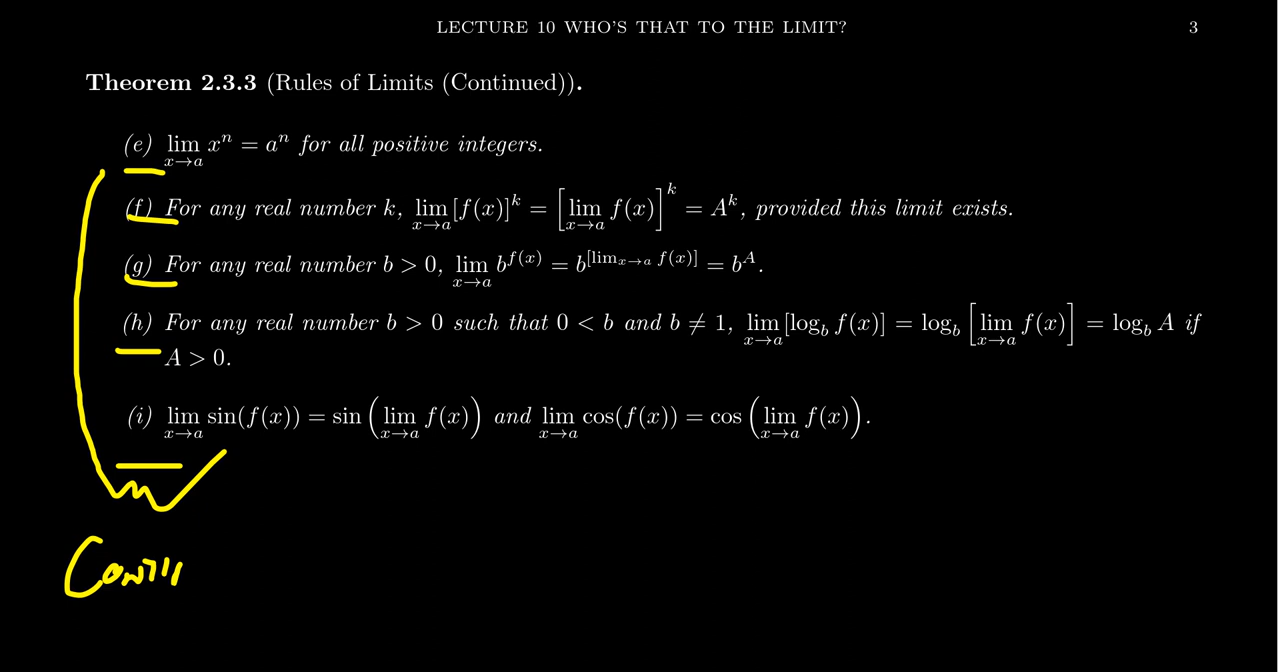 LECTURE 10 WHO'S THAT TO THE LIMIT? 3
Theorem 2.3.3 (Rules of Limits (Continued)).
(e) lim_{x→a} x^n = a^n for all positive integers.
(f) For any real number k, lim_{x→a} [f(x)]^k = [lim_{x→a} f(x)]^k = A^k, provided this limit exists.
(g) For any real number b > 0, lim_{x→a} b^{f(x)} = b^{[lim_{x→a} f(x)]} = b^A.
(h) For any real number b > 0 such that 0 < b and b ≠ 1, lim_{x→a} [log_b f(x)] = log_b [lim_{x→a} f(x)] = log_b A if
A > 0.
(i) lim_{x→a} sin(f(x)) = sin (lim_{x→a} f(x)) and lim_{x→a} cos(f(x)) = cos (lim_{x→a} f(x)).